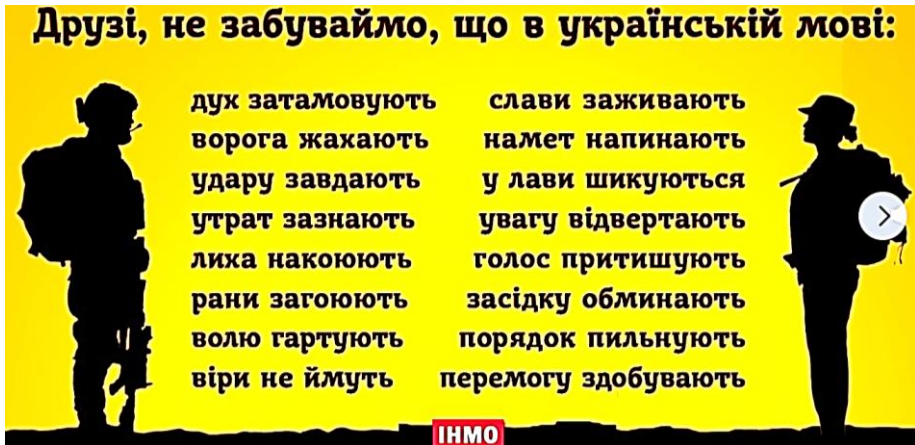 Друзі, не забуваймо, що в українській мові:
дух затамовують
ворога жахають
удару завдають
утрат зазнають
лиха накоюють
рани загоюють
волю гартують
віри не ймуть
слави заживають
намет напинають
у лави шикуються
увагу відвертають
голос притишують
засідку обминають
порядок пильнують
перемогу здобувають
ІНМО